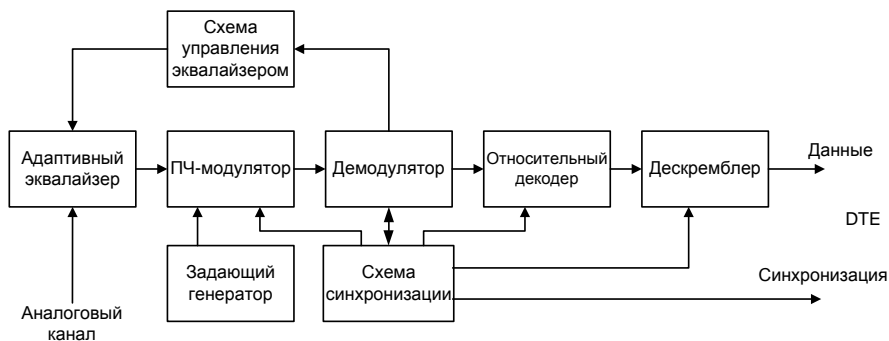 Схема
управления
эквалайзером
Адаптивный
эквалайзер
ПЧ-модулятор
Демодулятор
Относительный
декодер
Дескремблер
Данные
DTE
Задающий
генератор
Схема
синхронизации
Синхронизация
Аналоговый
канал